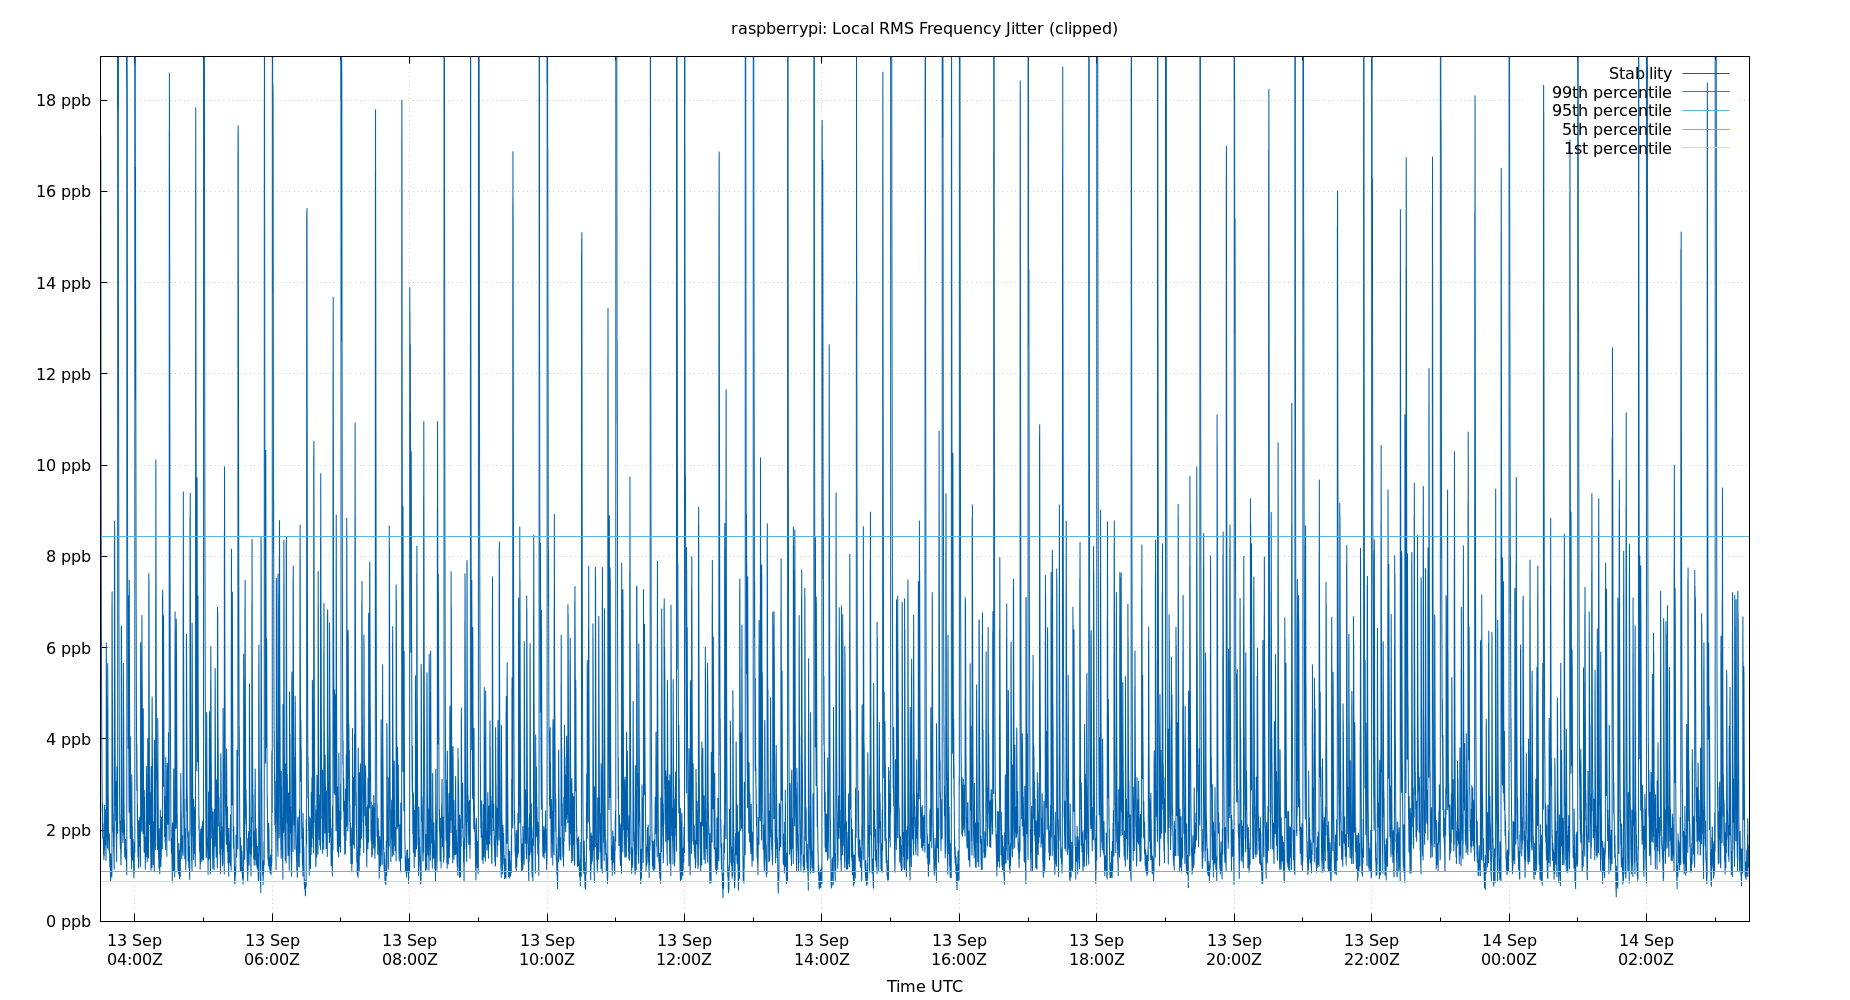 raspberrypi: Local RMS Frequency Jitter (clipped)
Stability
99th percentile
95th percentile
5th percentile
1st percentile
18 ppb
16 ppb
14 ppb
12 ppb
10 ppb
8 ppb
6 ppb
4 ppb
2 ppb
0 ppb
13 Sep 13 Sep 13 Sep 13 Sep 13 Sep 13 Sep 13 Sep 13 Sep 13 Sep 13 Sep 14 Sep 14 Sep
04:00Z 06:00Z 08:00Z 10:00Z 12:00Z 14:00Z 16:00Z 18:00Z 20:00Z 22:00Z 00:00Z 02:00Z
Time UTC